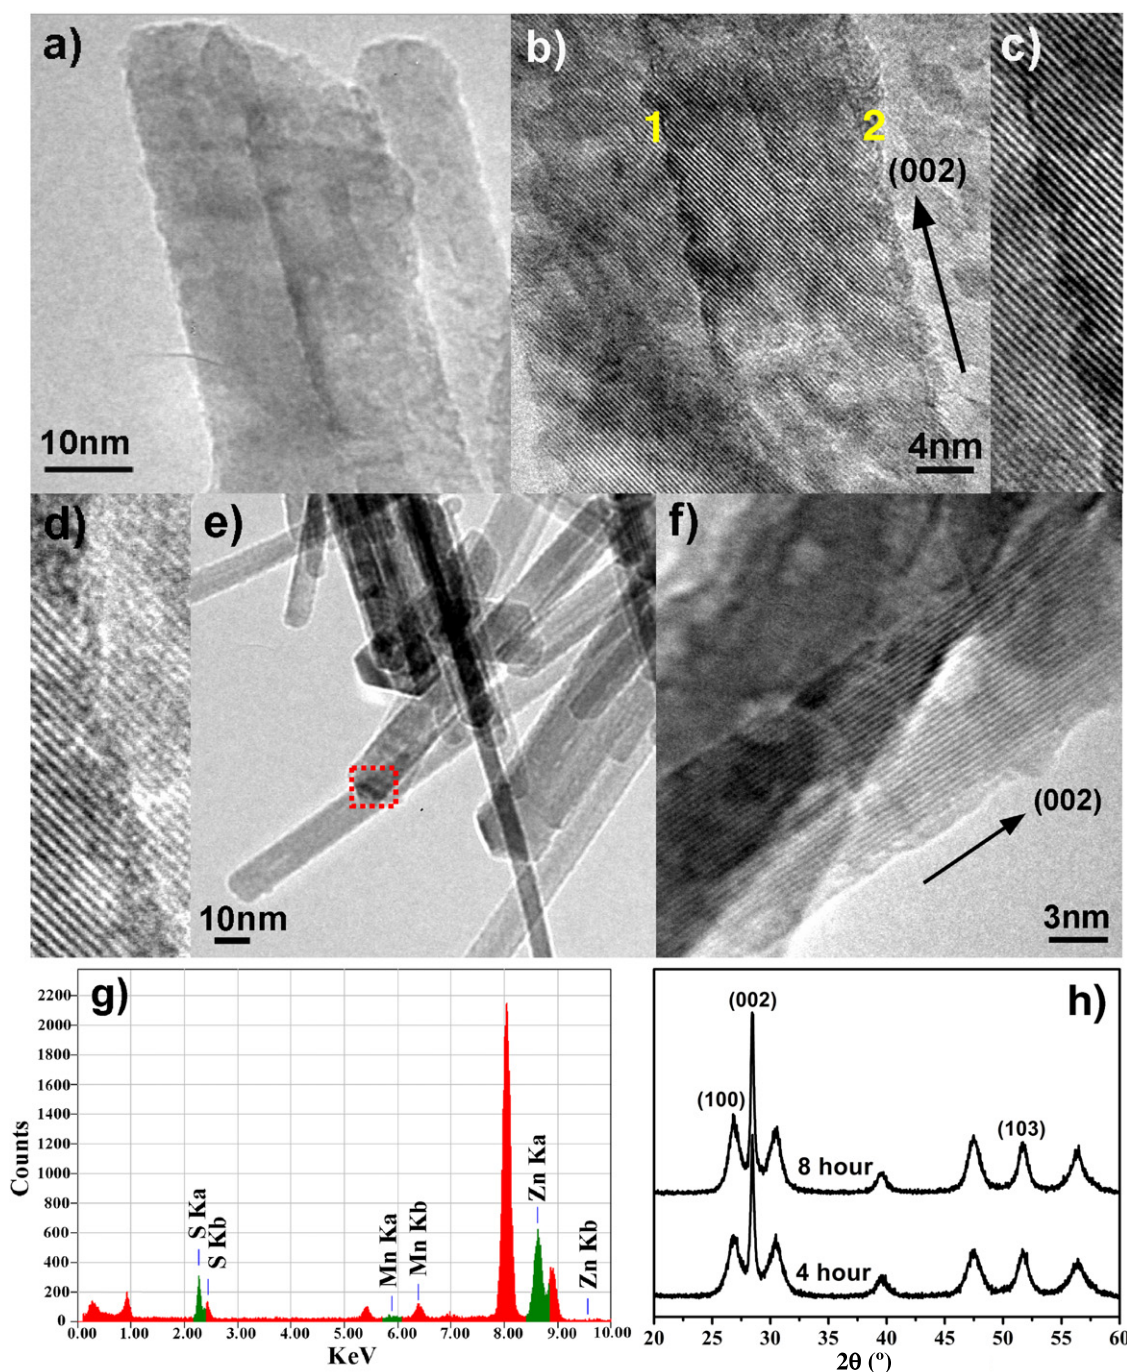 a)
b)
c)
1
2
(002)
10nm
4nm
d)
e)
f)
(002)
10nm
3nm
g)
2200
2000
1800
1600
1400
1200
1000
800
600
400
200
0
Counts
S Ka
S Kb
Mn Ka
Mn Kb
Zn Ka
Zn Kb
0.00 1.00 2.00 3.00 4.00 5.00 6.00 7.00 8.00 9.00 10.00
KeV
h)
(002)
(100)
(103)
8 hour
4 hour
20 25 30 35 40 45 50 55 60
2θ (º)